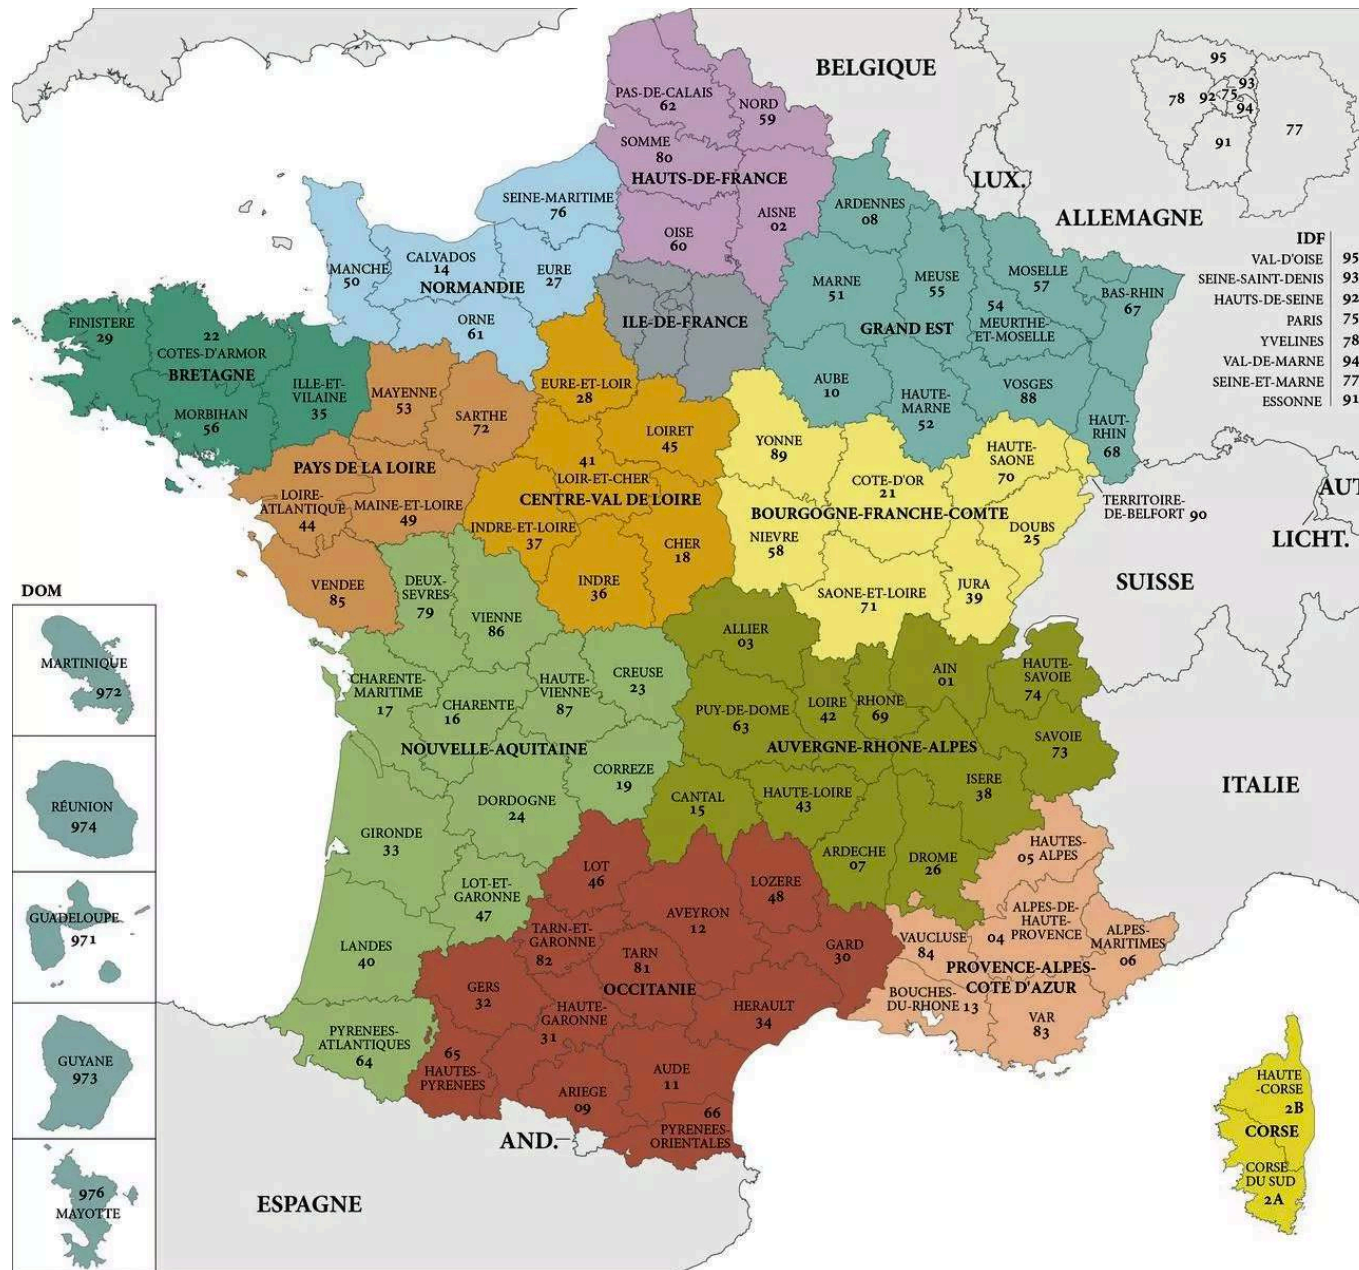 BELGIQUE
LUX.
ALLEMAGNE
95
93
78
92
75
94
77
91
IDF
VAL-D'OISE 95
SEINE-SAINT-DENIS 93
HAUTS-DE-SEINE 92
PARIS 75
YVELINES 78
VAL-DE-MARNE 94
SEINE-ET-MARNE 77
ESSONNE 91
PAS-DE-CALAIS
62
NORD
59
SOMME
80
HAUTS-DE-FRANCE
OISE
60
AISNE
02
SEINE-MARITIME
76
CALVADOS
14
MANCHE
50
NORMANDIE
EURE
27
ORNE
61
ILE-DE-FRANCE
ARDENNES
08
MARNE
51
MEUSE
55
MOSELLE
57
54
MEURTHE-
ET-MOSELLE
BAS-RHIN
67
GRAND EST
AUBE
10
HAUTE-
MARNE
52
VOSGES
88
HAUT-
RHIN
68
FINISTERE
29
22
COTES-D'ARMOR
BRETAGNE
MORBIHAN
56
ILLE-ET-
VILAINE
35
MAYENNE
53
SARTHE
72
PAYS DE LA LOIRE
LOIRE-
ATLANTIQUE
44
MAINE-ET-LOIRE
49
VENDEE
85
EURE-ET-LOIR
28
LOIRET
45
41
LOIR-ET-CHER
CENTRE-VAL DE LOIRE
INDRE-ET-LOIRE
37
CHER
18
INDRE
36
YONNE
89
COTE-D'OR
21
HAUTE-
SAONE
70
BOURGOGNE-FRANCHE-COMTE
NIEVRE
58
DOUBS
25
SAONE-ET-LOIRE
71
JURA
39
TERRITOIRE-
DE-BELFORT 90
AUT
LICHT.
SUISSE
ITALIE
DEUX-
SEVRES
79
VIENNE
86
CHARENTE-
MARITIME
17
CHARENTE
16
HAUTE-
VIENNE
87
CREUSE
23
NOUVELLE-AQUITAINE
CORREZE
19
DORDOGNE
24
GIRONDE
33
LOT-ET-
GARONNE
47
LANDES
40
PYRENEES-
ATLANTIQUES
64
ALLIER
03
PUY-DE-DOME
63
LOIRE
42
RHONE
69
AIN
01
HAUTE-
SAVOIE
74
AUVERGNE-RHONE-ALPES
SAVOIE
73
CANTAL
15
HAUTE-LOIRE
43
ISERE
38
ARDECHE
07
DROME
26
LOT
46
AVEYRON
12
LOZERE
48
TARN-ET-
GARONNE
82
TARN
81
GARD
30
OCCITANIE
GERS
32
HAUTE-
GARONNE
31
HERAULT
34
65
HAUTES-
PYRENEES
ARIEGE
09
AUDE
11
66
PYRENEES-
ORIENTALES
HAUTES-
05 ALPES
ALPES-DE-
HAUTE-
04 PROVENCE
ALPES-
MARITIMES
06
VAUCLUSE
84
PROVENCE-ALPES-
COTE D'AZUR
BOUCHES-
DU-RHONE 13
VAR
83
HAUTE
-CORSE
2B
CORSE
CORSE
DU SUD
2A
AND.
ESPAGNE
DOM
MARTINIQUE
972
RÉUNION
974
GUADELOUPE
971
GUYANE
973
976
MAYOTTE